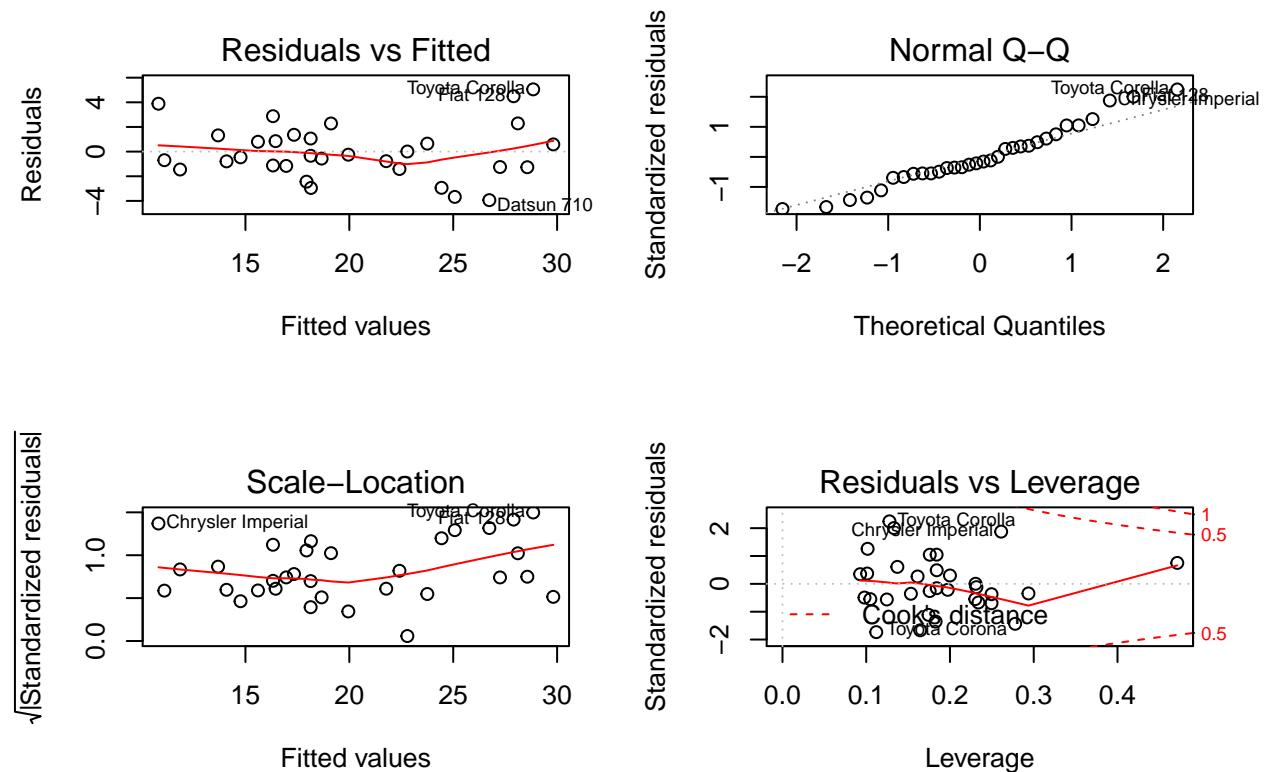 Residuals vs Fitted
Residuals
4
0
−4
Toyota Corolla
Fiat 128
Datsun 710
15 20 25 30
Fitted values
Normal Q−Q
Standardized residuals
1
−1
Toyota Corolla
Fiat 128
Chrysler Imperial
−2 −1 0 1 2
Theoretical Quantiles
Scale−Location
√|Standardized residuals|
1.0
0.0
Chrysler Imperial
Toyota Corolla
Fiat 128
15 20 25 30
Fitted values
Residuals vs Leverage
Standardized residuals
2
0
−2
Toyota Corolla
Chrysler Imperial
1
0.5
Cook's distance
Toyota Corona
0.5
0.0 0.1 0.2 0.3 0.4
Leverage